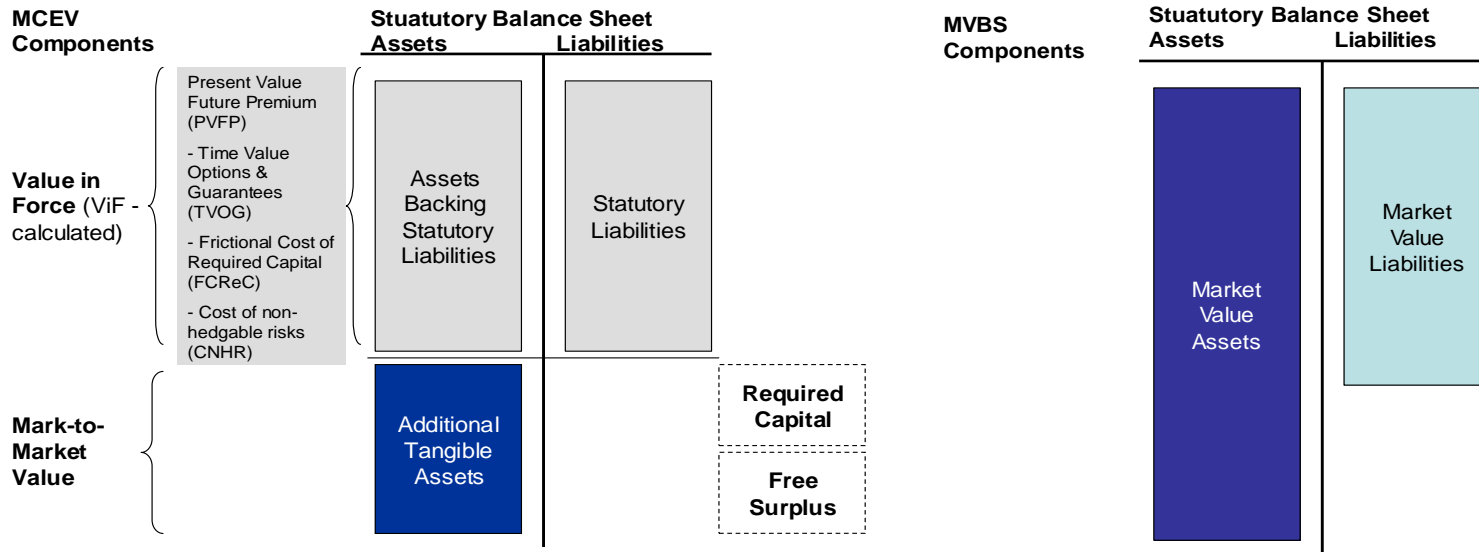 MCEV
Components
Stuatutory Balance Sheet
Assets
Liabilities
Value in
Force (ViF -
calculated)
Present Value
Future Premium
(PVFP)
- Time Value
Options &
Guarantees
(TVOG)
- Frictional Cost of
Required Capital
(FCReC)
- Cost of non-
hedgable risks
(CNHR)
Assets
Backing
Statutory
Liabilities
Statutory
Liabilities
Mark-to-
Market
Value
Additional
Tangible
Assets
Required
Capital
Free
Surplus
MVBS
Components
Stuatutory Balance Sheet
Assets
Liabilities
Market
Value
Assets
Market
Value
Liabilities